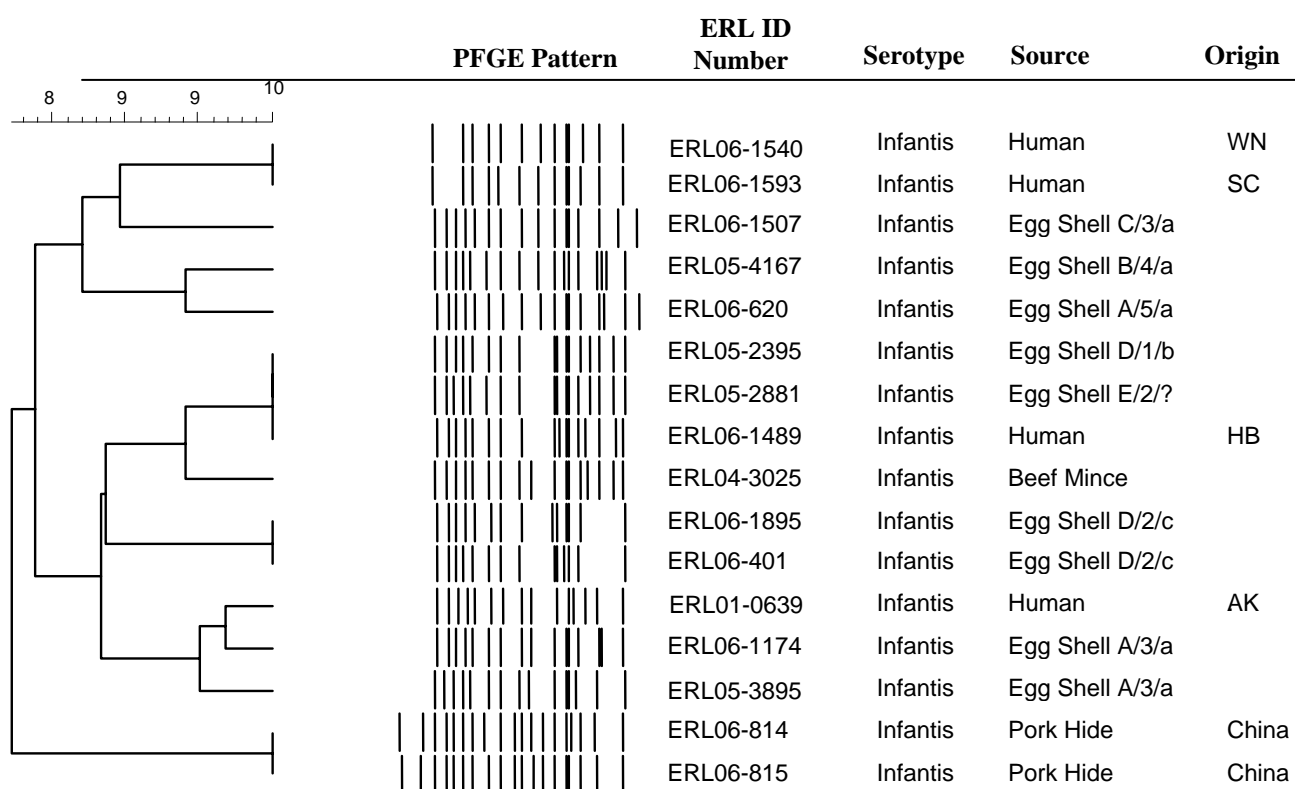 ERL ID
PFGE Pattern Number Serotype Source Origin
8 9 9 10
ERL06-1540 Infantis Human WN
ERL06-1593 Infantis Human SC
ERL06-1507 Infantis Egg Shell C/3/a
ERL05-4167 Infantis Egg Shell B/4/a
ERL06-620 Infantis Egg Shell A/5/a
ERL05-2395 Infantis Egg Shell D/1/b
ERL05-2881 Infantis Egg Shell E/2/?
ERL06-1489 Infantis Human HB
ERL04-3025 Infantis Beef Mince
ERL06-1895 Infantis Egg Shell D/2/c
ERL06-401 Infantis Egg Shell D/2/c
ERL01-0639 Infantis Human AK
ERL06-1174 Infantis Egg Shell A/3/a
ERL05-3895 Infantis Egg Shell A/3/a
ERL06-814 Infantis Pork Hide China
ERL06-815 Infantis Pork Hide China